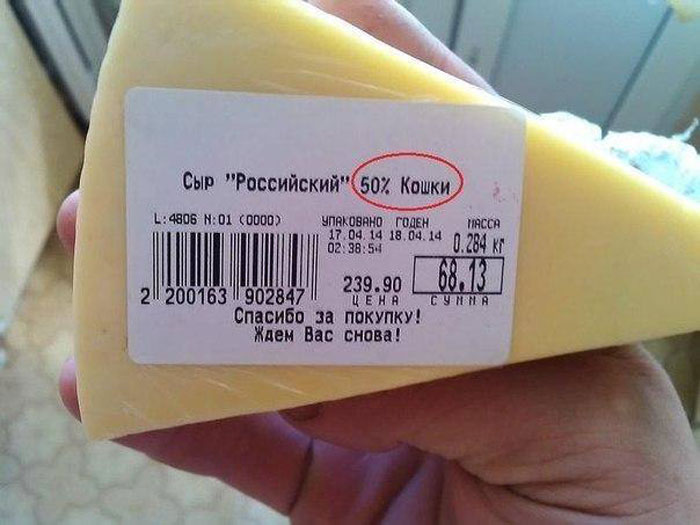 Сыр "Российский" 50% Кошки
L:4806 N:01 (0000)
УПАКОВАНО ГОДЕН МАССА
17.04.14 18.04.14 0.284 кг
02:38:54
239.90 68.13
ЦЕНА СУММА
2 200163 902847
Спасибо за покупку!
Ждем Вас снова!